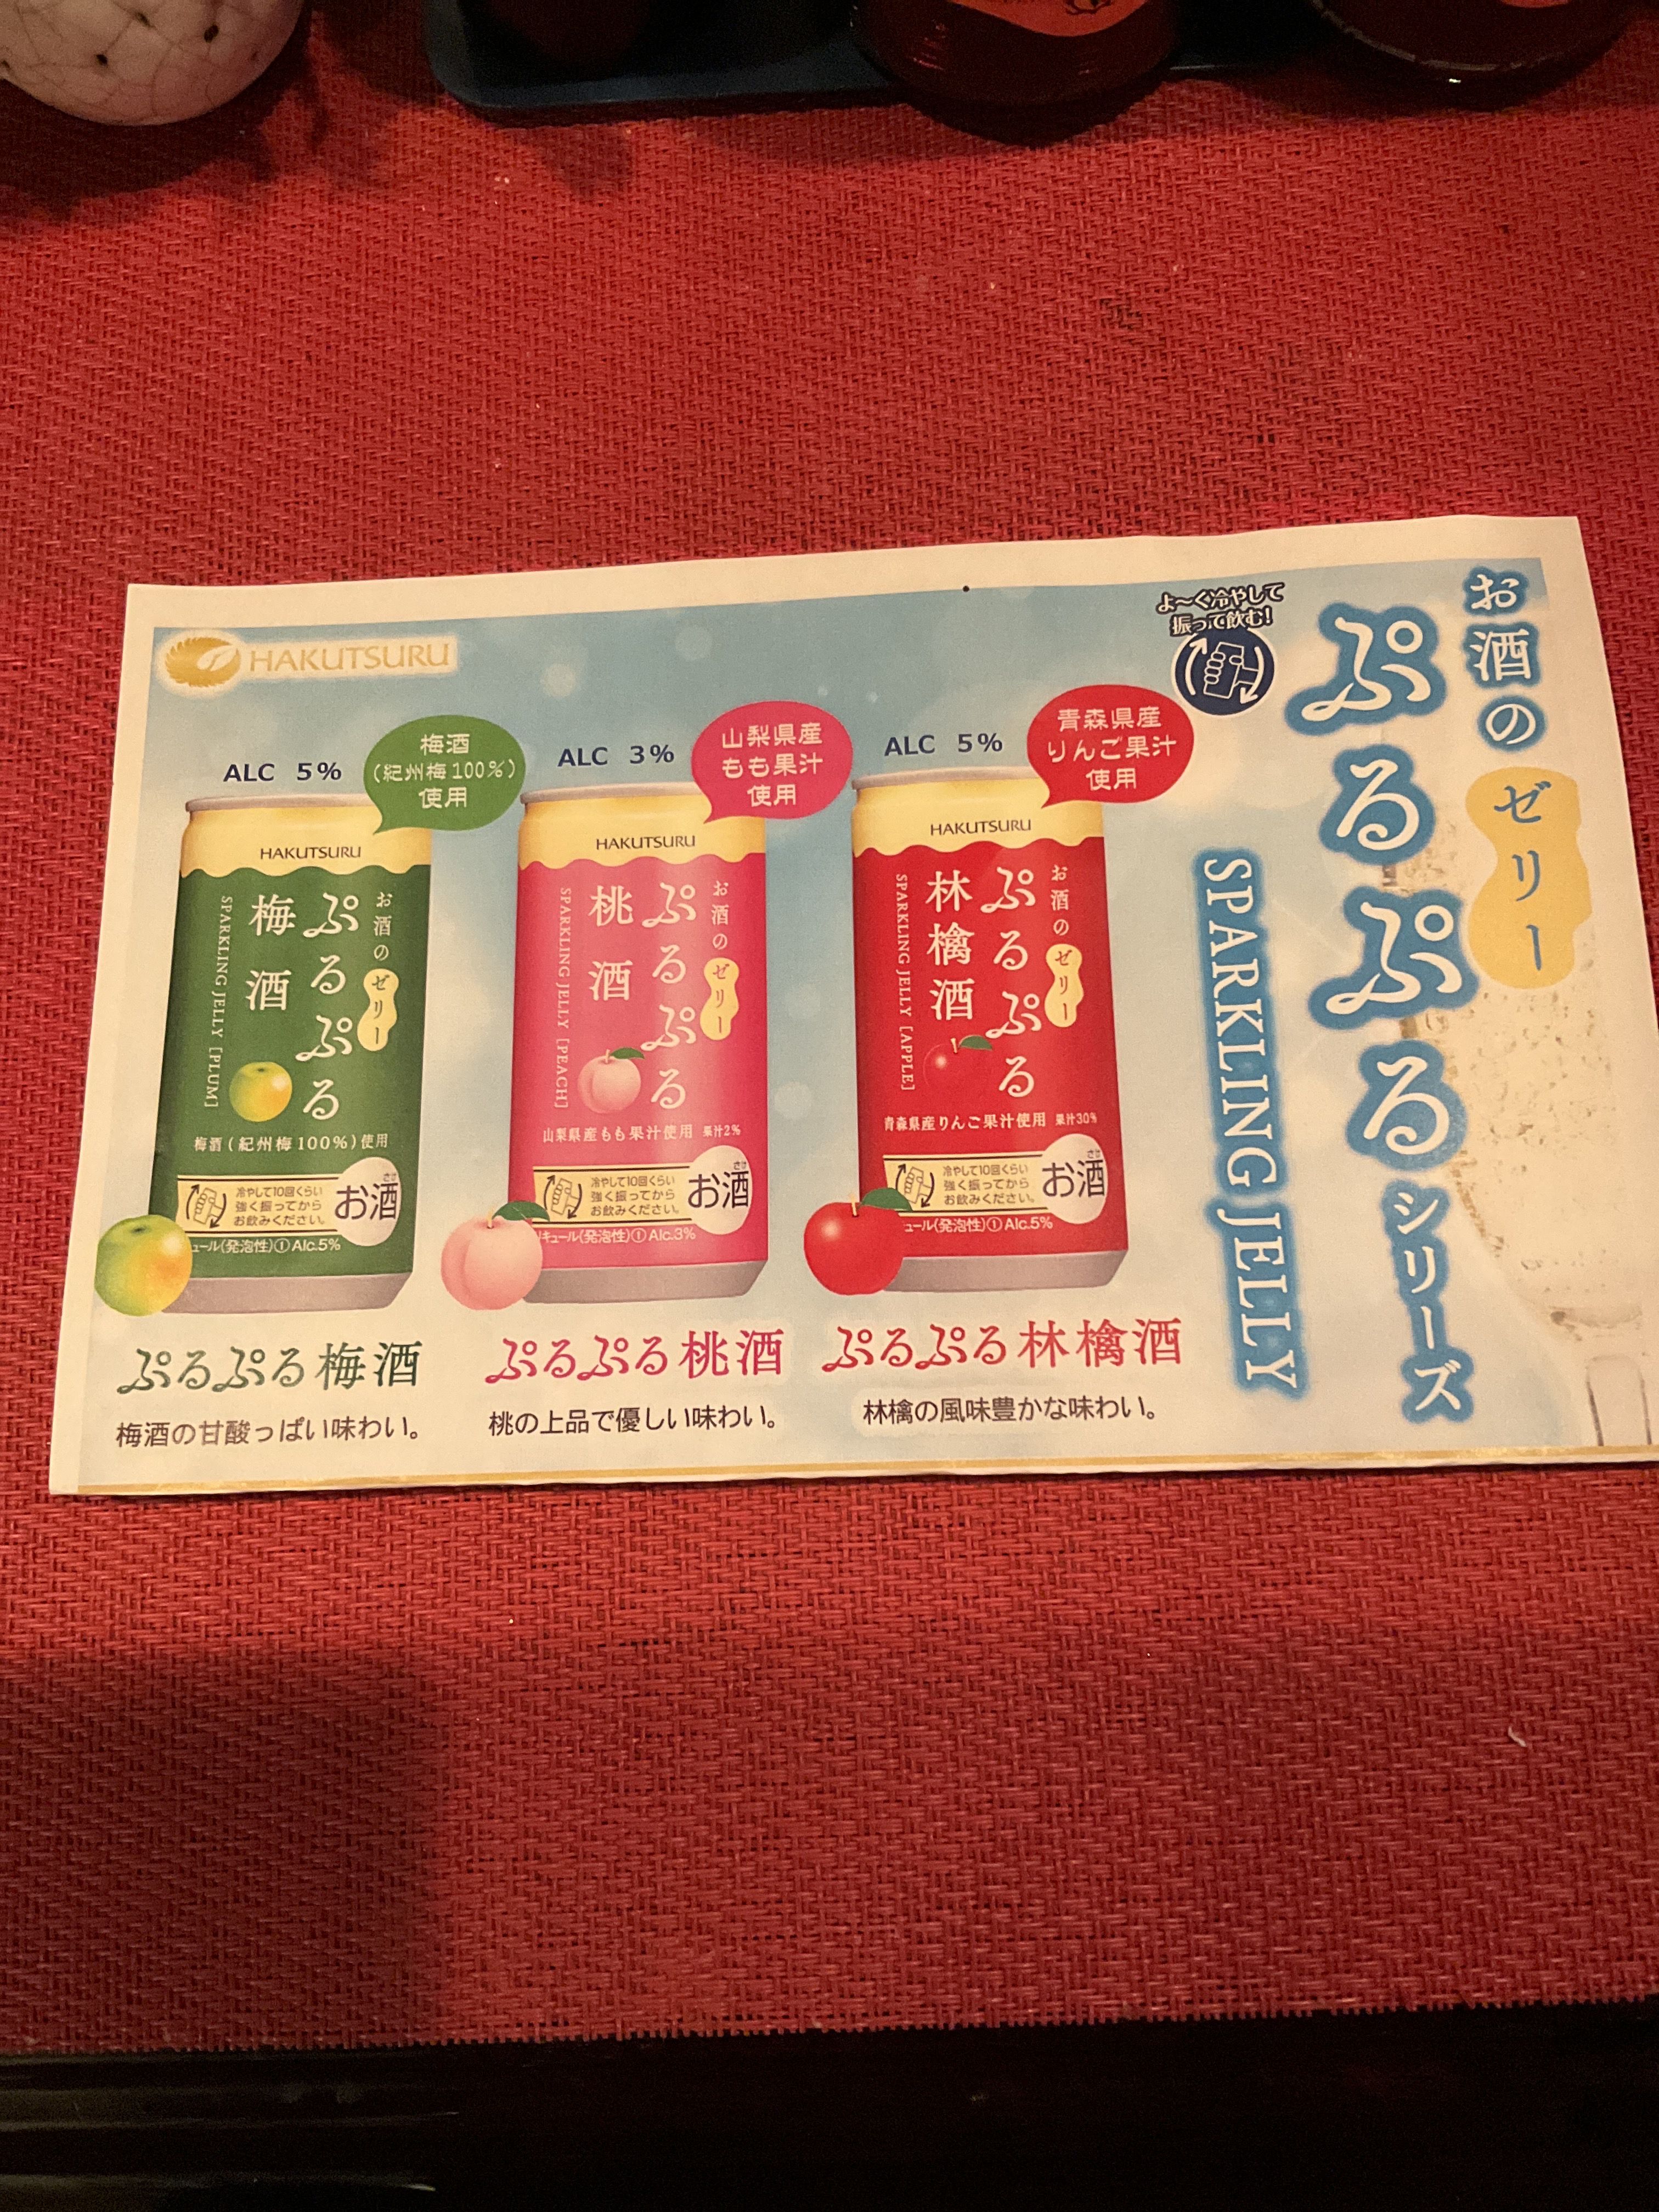 お酒のゼリー
ぷるぷるシリーズ
SPARKLING JELLY
よ～く冷やして
振って飲む!
HAKUTSURU
ALC 5%
梅酒
(紀州梅100%)
使用
HAKUTSURU
お酒のゼリー
ぷるぷる
梅酒
SPARKLING JELLY [PLUM]
梅酒(紀州梅100%)使用
冷やして10回くらい
強く振ってから
お飲みください。
お酒
さけ
ュール(発泡性)① Alc.5%
ぷるぷる梅酒
梅酒の甘酸っぱい味わい。
ALC 3%
山梨県産
もも果汁
使用
HAKUTSURU
お酒のゼリー
ぷるぷる
桃酒
SPARKLING JELLY [PEACH]
山梨県産もも果汁使用 果汁2%
冷やして10回くらい
強く振ってから
お飲みください。
お酒
さけ
キュール(発泡性)① Alc.3%
ぷるぷる桃酒
桃の上品で優しい味わい。
ALC 5%
青森県産
りんご果汁
使用
HAKUTSURU
お酒のゼリー
ぷるぷる
林檎酒
SPARKLING JELLY [APPLE]
青森県産りんご果汁使用 果汁30%
冷やして10回くらい
強く振ってから
お飲みください。
お酒
さけ
ュール(発泡性)① Alc.5%
ぷるぷる林檎酒
林檎の風味豊かな味わい。